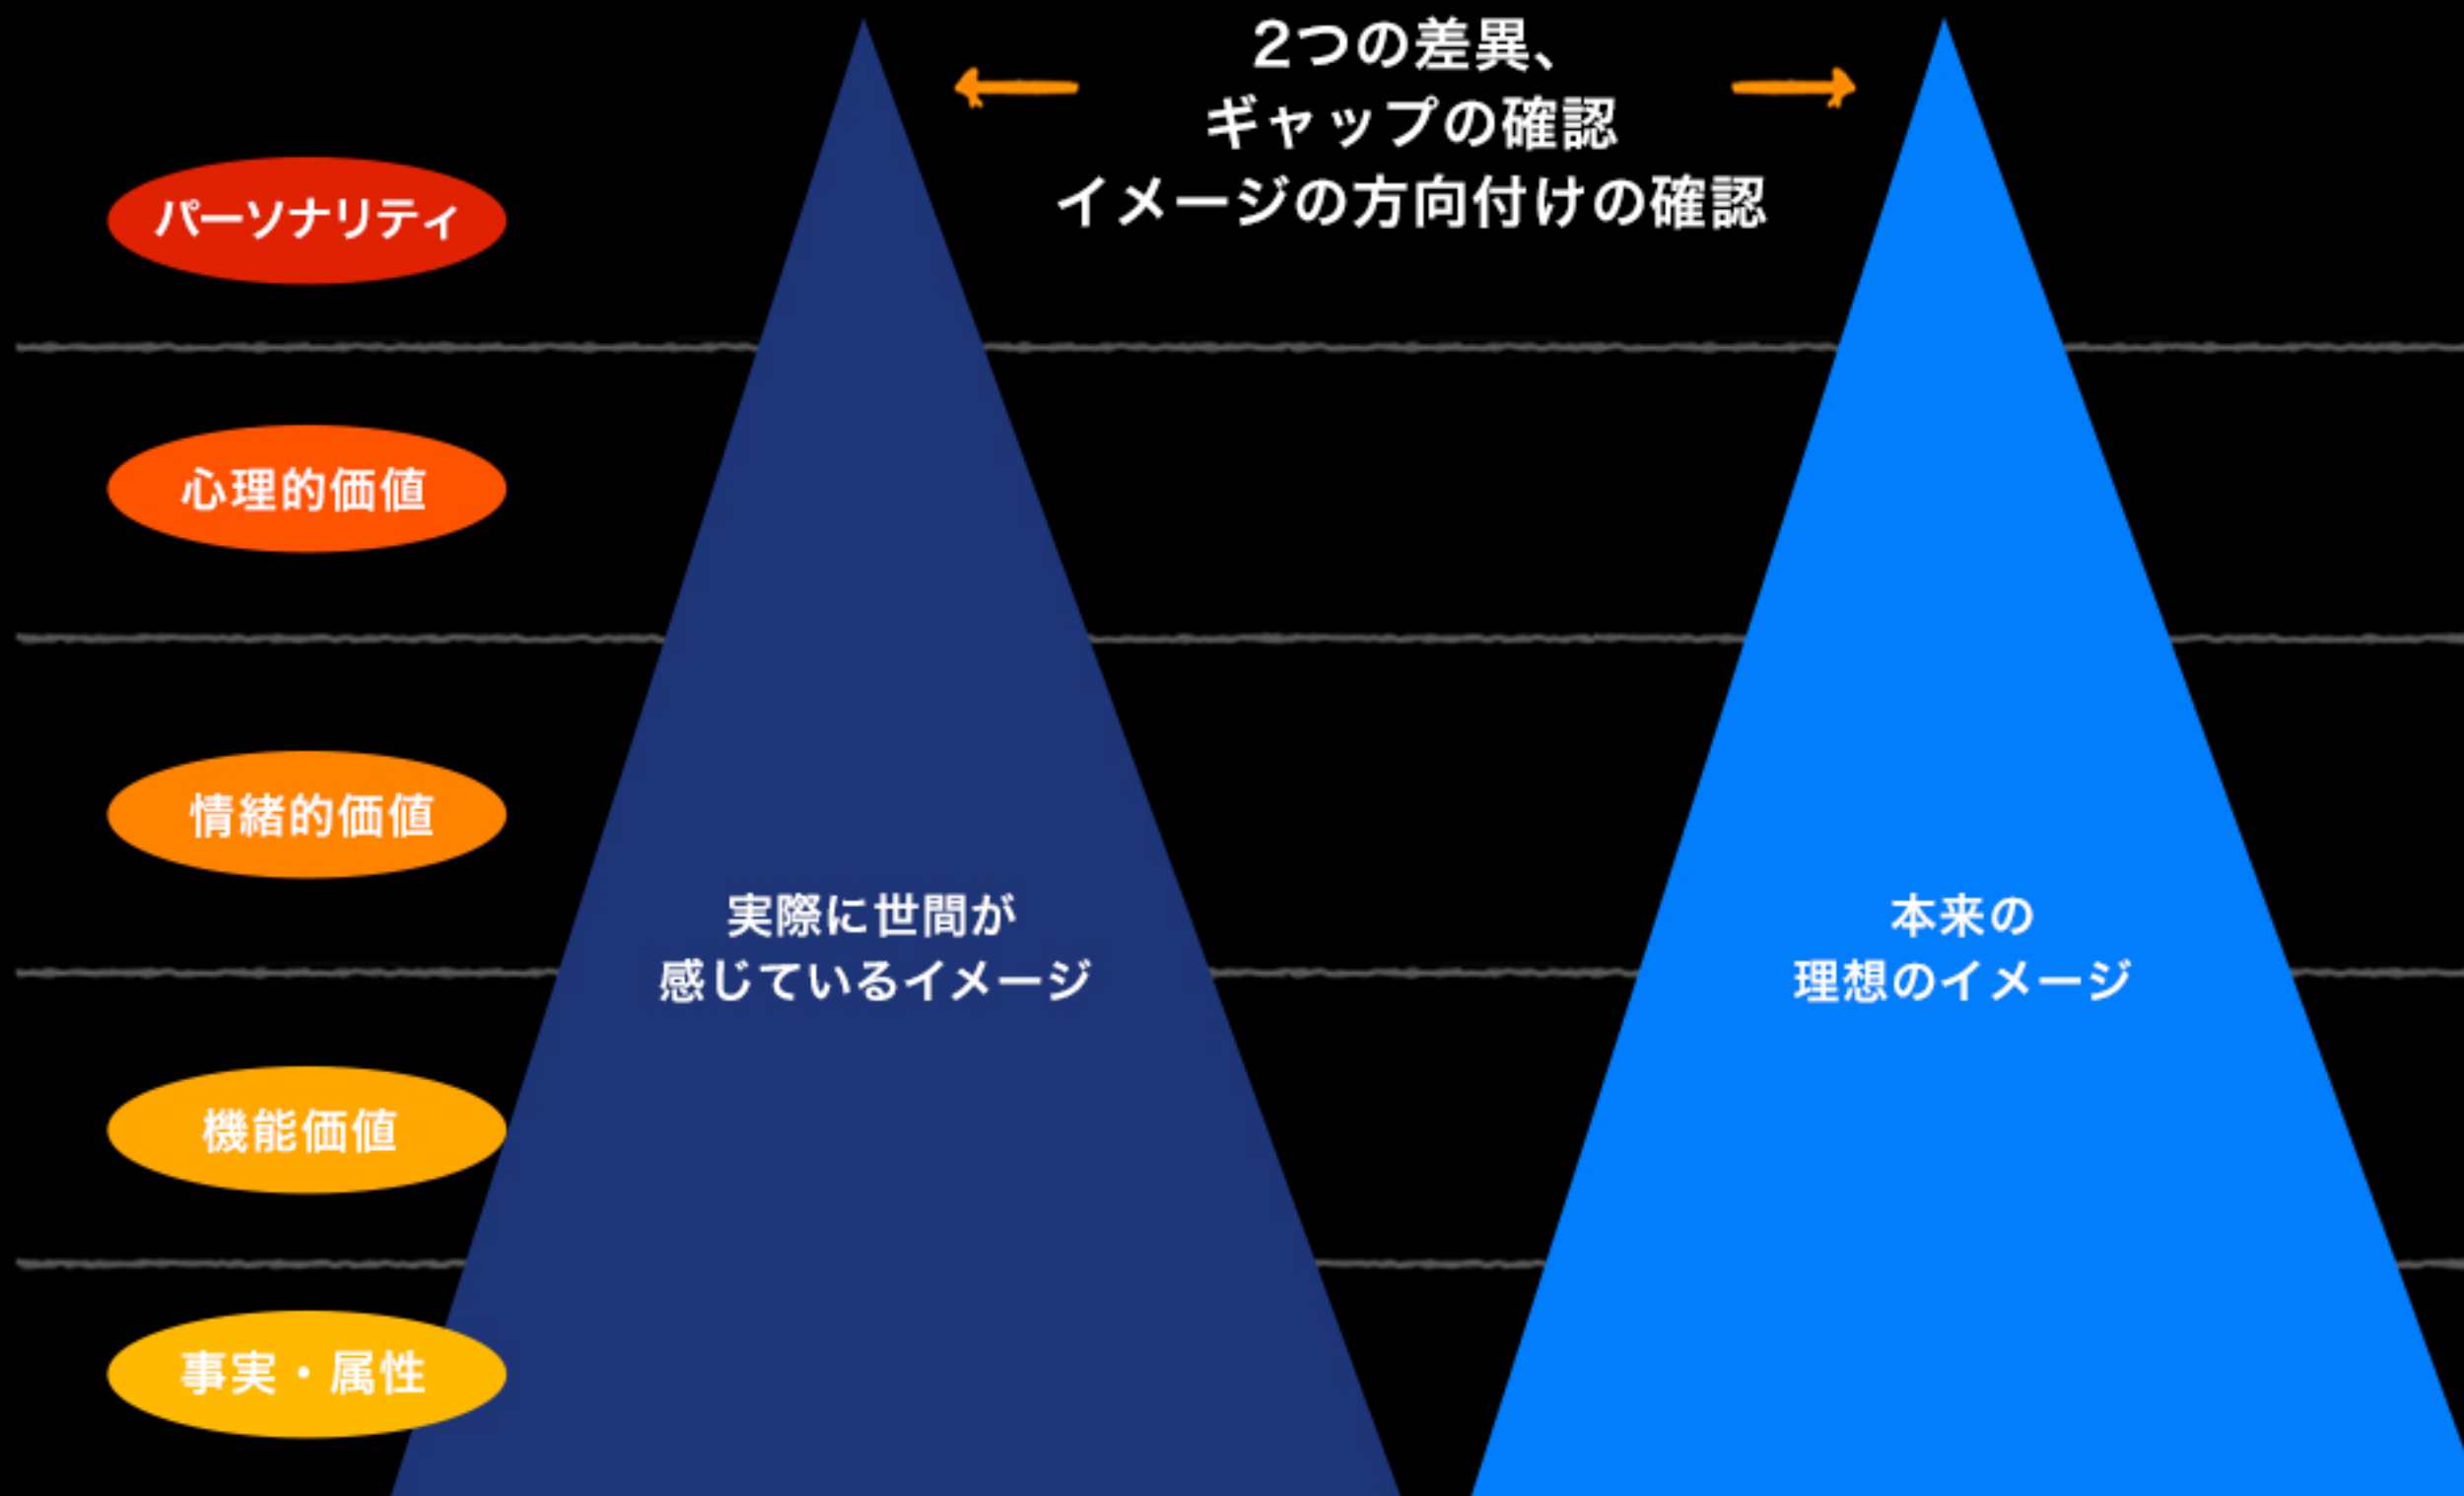 2つの差異、
ギャップの確認
イメージの方向付けの確認
パーソナリティ
心理的価値
情緒的価値
実際に世間が
感じているイメージ
本来の
理想のイメージ
機能価値
事実・属性